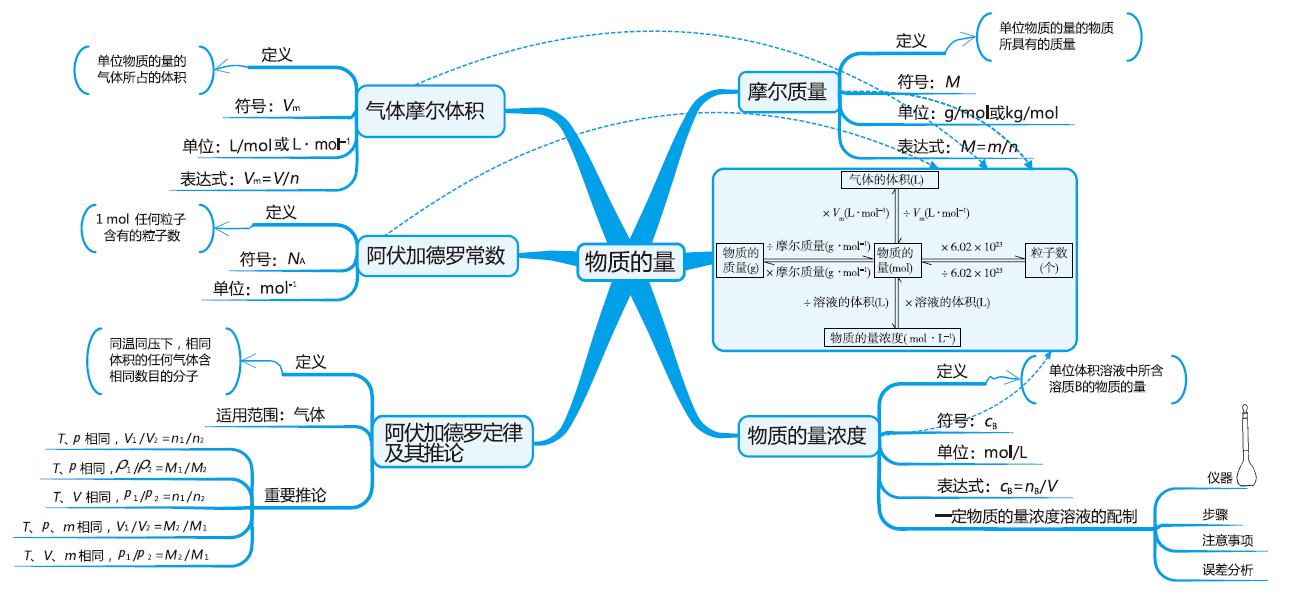 物质的量
气体摩尔体积
定义
单位物质的量的
气体所占的体积
符号：Vm
单位：L/mol或L·mol⁻¹
表达式：Vm=V/n
阿伏加德罗常数
定义
1 mol 任何粒子
含有的粒子数
符号：NA
单位：mol⁻¹
阿伏加德罗定律
及其推论
定义
同温同压下，相同
体积的任何气体含
相同数目的分子
适用范围：气体
重要推论
T、p 相同，V₁/V₂=n₁/n₂
T、p 相同，ρ₁/ρ₂=M₁/M₂
T、V 相同，p₁/p₂=n₁/n₂
T、p、m相同，V₁/V₂=M₂/M₁
T、V、m相同，p₁/p₂=M₂/M₁
摩尔质量
定义
单位物质的量的物质
所具有的质量
符号：M
单位：g/mol或kg/mol
表达式：M=m/n
气体的体积(L)
×Vm(L·mol⁻¹)
÷Vm(L·mol⁻¹)
物质的
质量(g)
÷摩尔质量(g·mol⁻¹)
×摩尔质量(g·mol⁻¹)
物质的
量(mol)
×6.02×10²³
÷6.02×10²³
粒子数
(个)
÷溶液的体积(L)
×溶液的体积(L)
物质的量浓度(mol·L⁻¹)
物质的量浓度
定义
单位体积溶液中所含
溶质B的物质的量
符号：cB
单位：mol/L
表达式：cB=nB/V
一定物质的量浓度溶液的配制
仪器
步骤
注意事项
误差分析